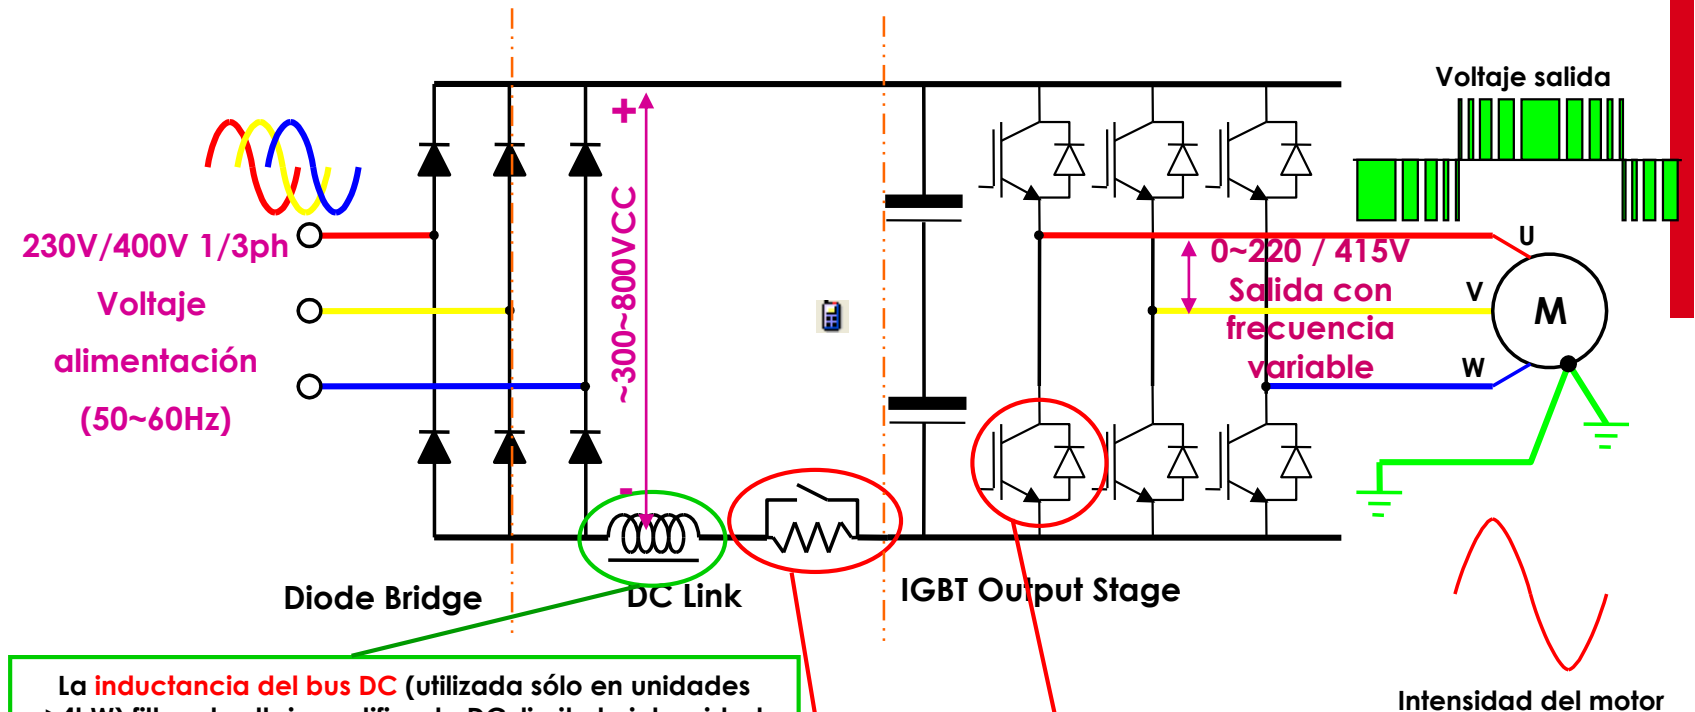 Voltaje salida
+
~300~800VCC
-
230V/400V 1/3ph
Voltaje
alimentación
(50~60Hz)
0~220 / 415V
Salida con
frecuencia
variable
U
V
W
M
Diode Bridge
DC Link
IGBT Output Stage
La inductancia del bus DC (utilizada sólo en unidades
Intensidad del motor